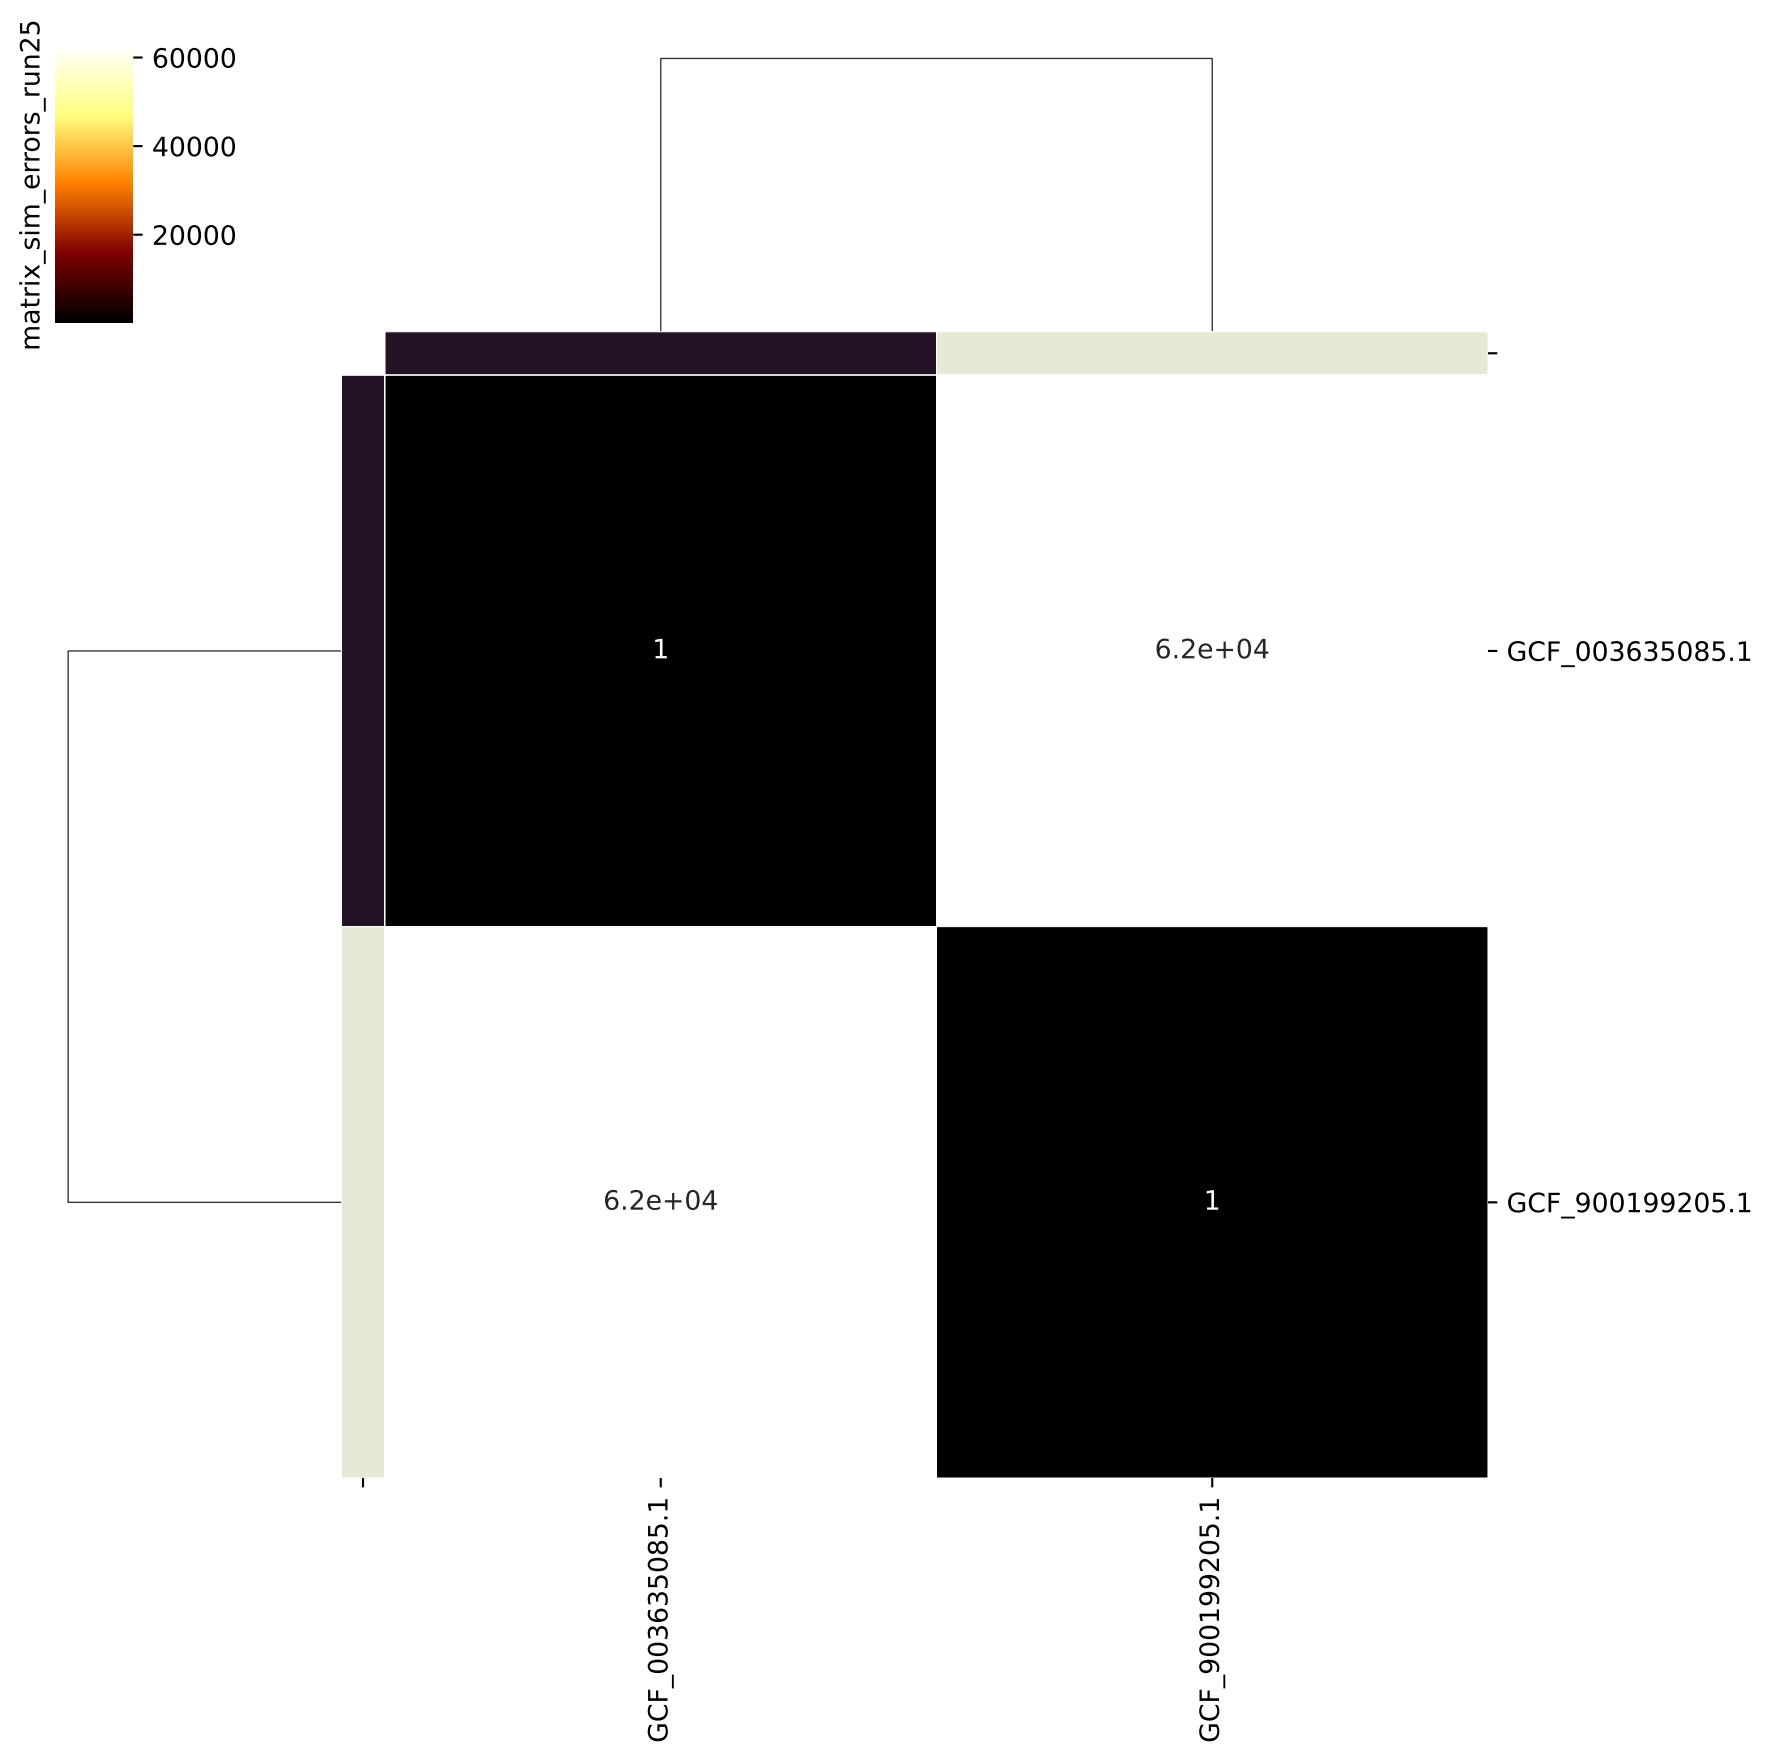 matrix_sim_errors_run25
60000
40000
20000
1
6.2e+04
GCF_003635085.1
6.2e+04
1
GCF_900199205.1
GCF_003635085.1
GCF_900199205.1